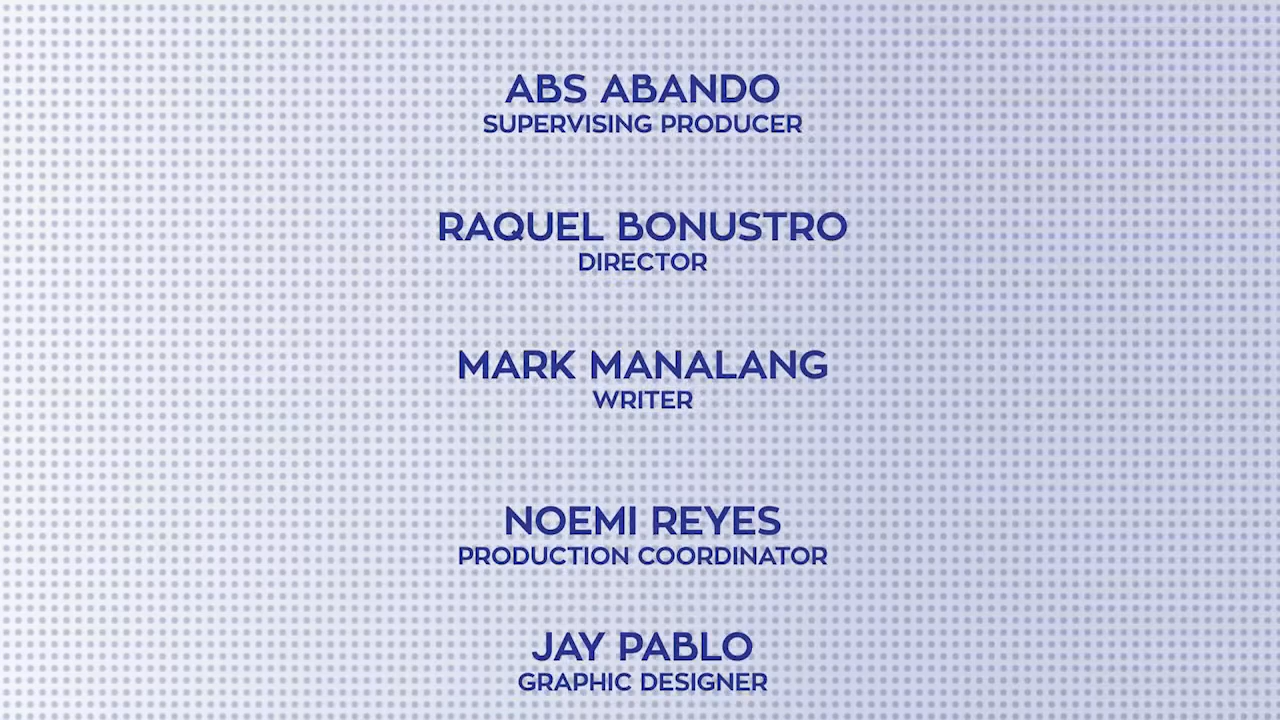 ABS ABANDO
SUPERVISING PRODUCER
RAQUEL BONUSTRO
DIRECTOR
MARK MANALANG
WRITER
NOEMI REYES
PRODUCTION COORDINATOR
JAY PABLO
GRAPHIC DESIGNER